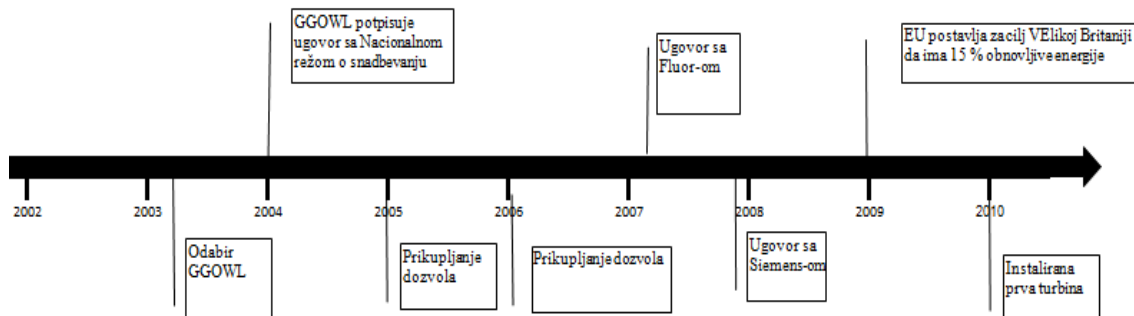 GGOWL potpisuje
ugovor sa Nacionalnom
režom o snadbevanju
Ugovor sa
Fluor-om
EU postavlja za cilj VElikoj Britaniji
da ima 15 % obnovljive energije
2002
2003
2004
2005
2006
2007
2008
2009
2010
Odabir
GGOWL
Prikupljanje
dozvola
Prikupljanje dozvola
Ugovor sa
Siemens-om
Instalirana
prva turbina